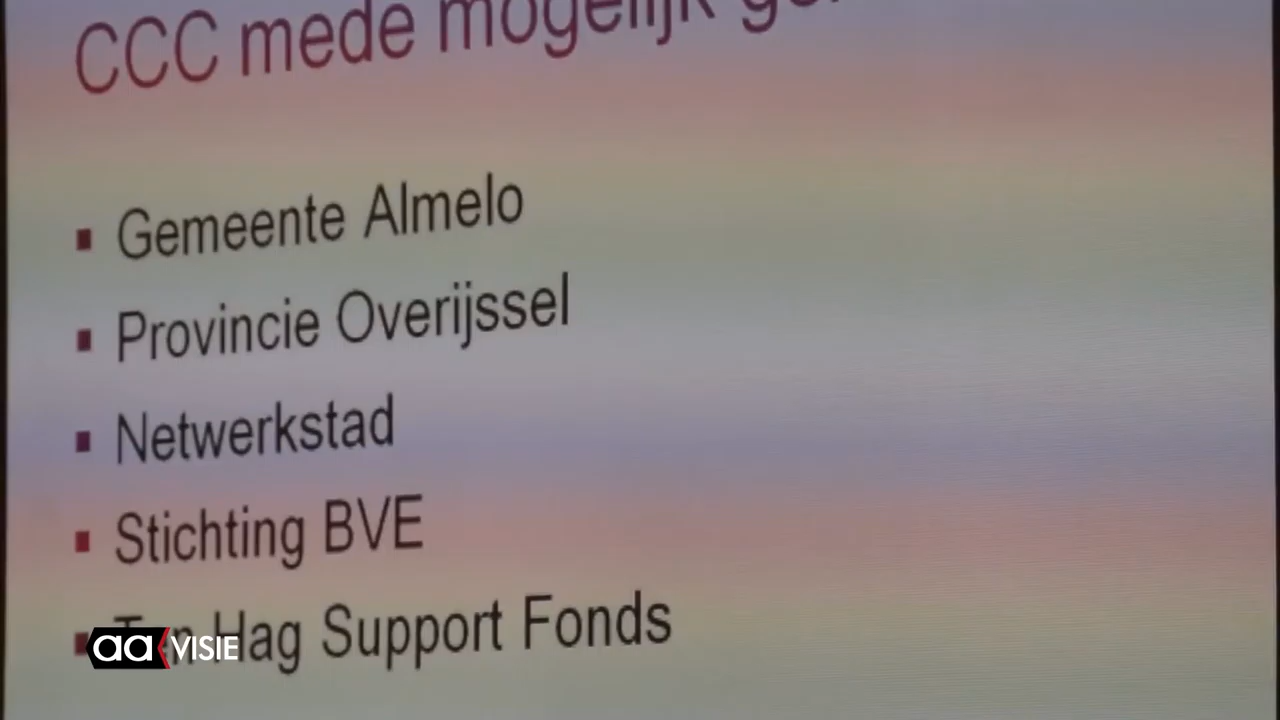 CCC mede mogelijk
Gemeente Almelo
Provincie Overijssel
Netwerkstad
Stichting BVE
Hag Support Fonds
aa VISIE